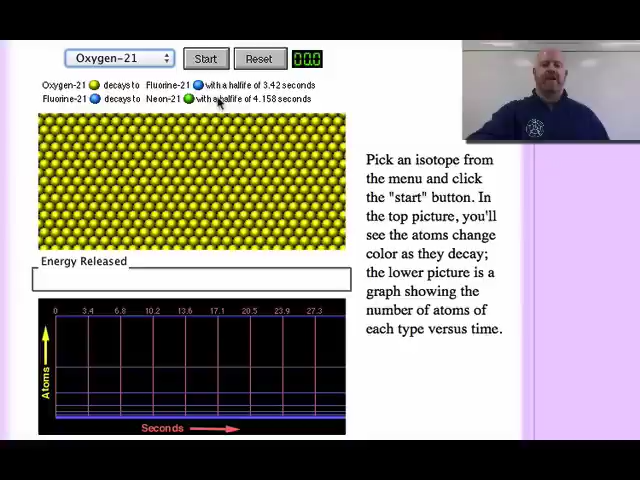 Oxygen-21 Start Reset 00.0
Oxygen-21 decays to Fluorine-21 with a halflife of 3.42 seconds
Fluorine-21 decays to Neon-21 with a halflife of 4.158 seconds
Pick an isotope from
the menu and click
the "start" button. In
the top picture, you'll
see the atoms change
color as they decay;
the lower picture is a
graph showing the
number of atoms of
each type versus time.
Energy Released
0 3.4 6.8 10.2 13.6 17.1 20.5 23.9 27.3
Atoms
Seconds